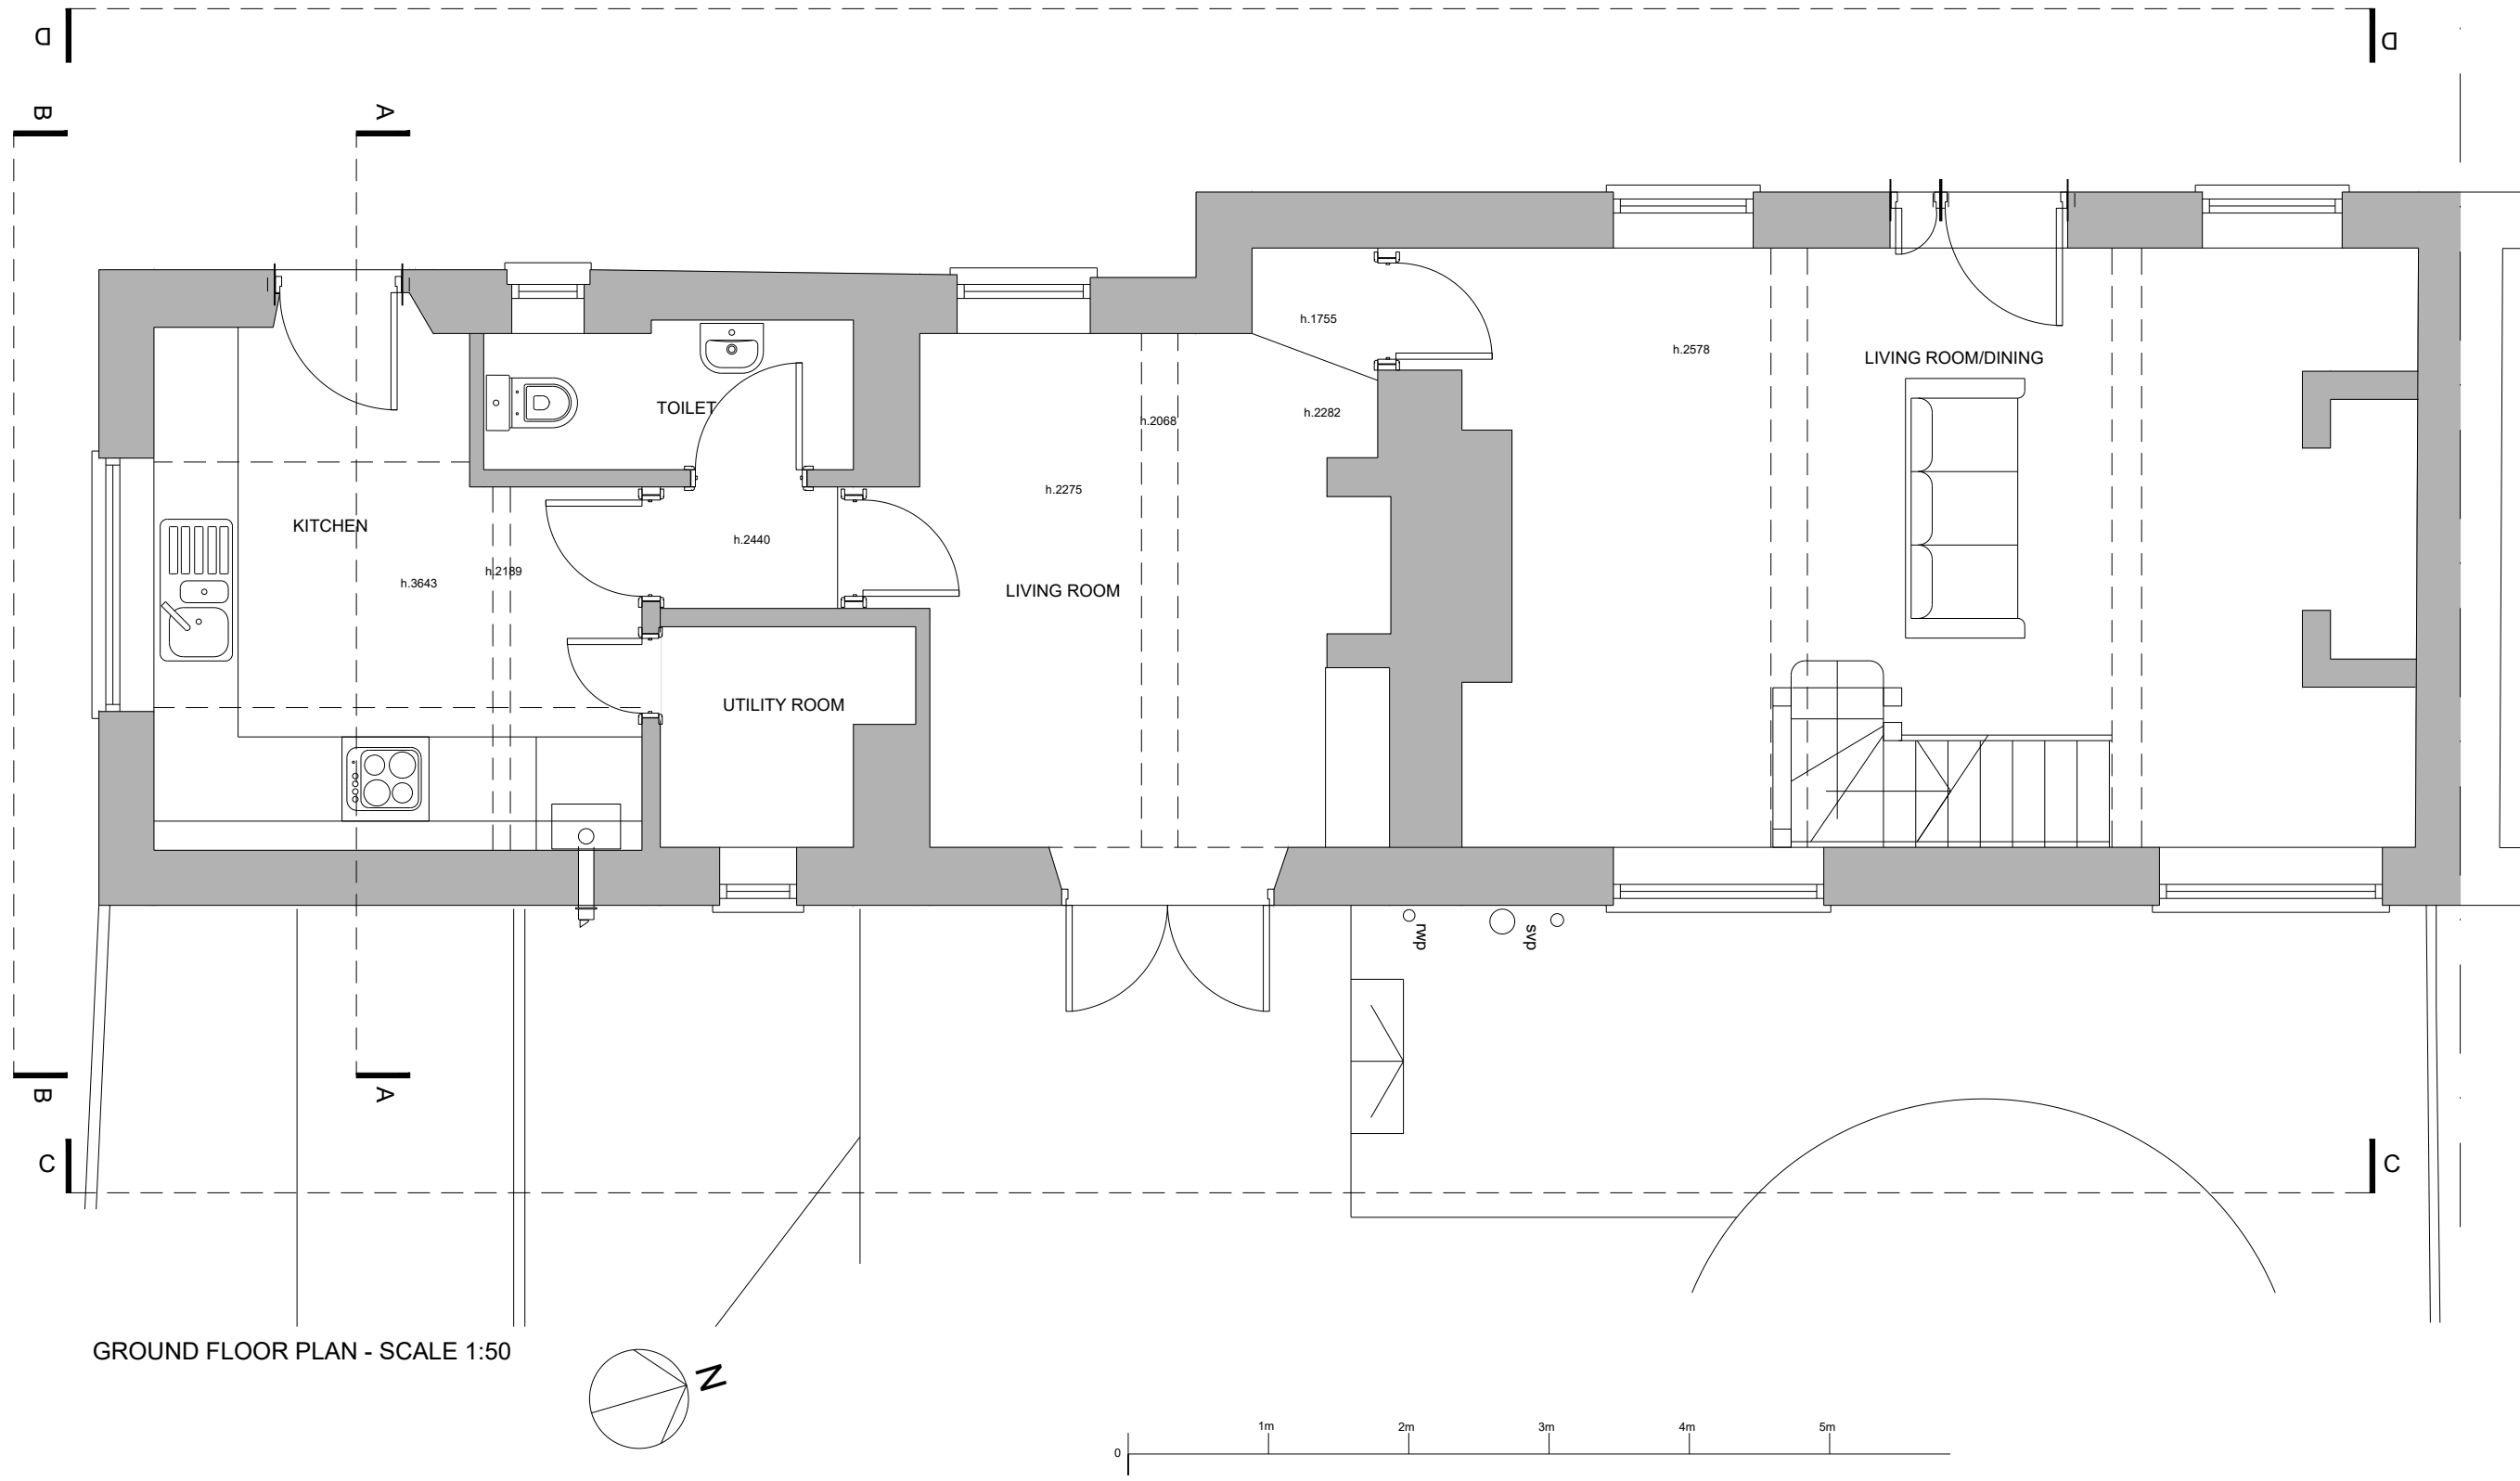 D
D
B
A
h.1755
h.2578
LIVING ROOM/DINING
TOILET
h.2068
h.2282
h.2275
KITCHEN
h.2440
h.2189
h.3643
LIVING ROOM
UTILITY ROOM
rwp
svp
B
A
C
C
GROUND FLOOR PLAN - SCALE 1:50
N
0
1m
2m
3m
4m
5m